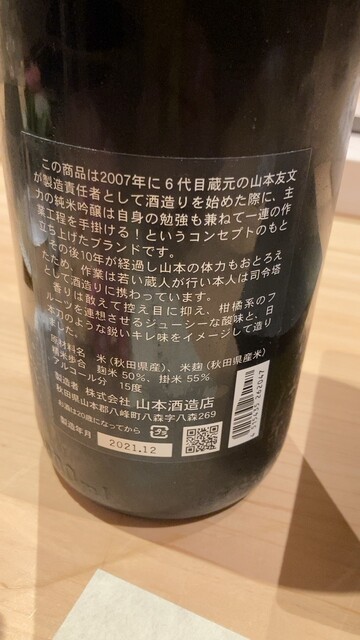 この商品は2007年に6代目蔵元の山本友文
が製造責任者として酒造りを始めた際に、主
力の純米吟醸は自身の勉強も兼ねて一連の作
業工程を手掛ける!というコンセプトのもと
立ち上げたブランドです。
その後10年が経過し山本の体力もおとろえ
たため、作業は若い蔵人が行い本人は司令塔
として酒造りに携わっています。
香りは敢えて控え目に抑え、柑橘系のフ
ルーツを連想させるジューシーな酸味と、日
本刀のような鋭いキレ味をイメージして造り
ました。
原材料名 米(秋田県産)、米麹(秋田県産米)
精米歩合 麹米50%、掛米55%
アルコール分 15度
製造者 株式会社 山本酒造店
秋田県山本郡八峰町八森字八森269
お酒は20歳になってから
製造年月 2021.12